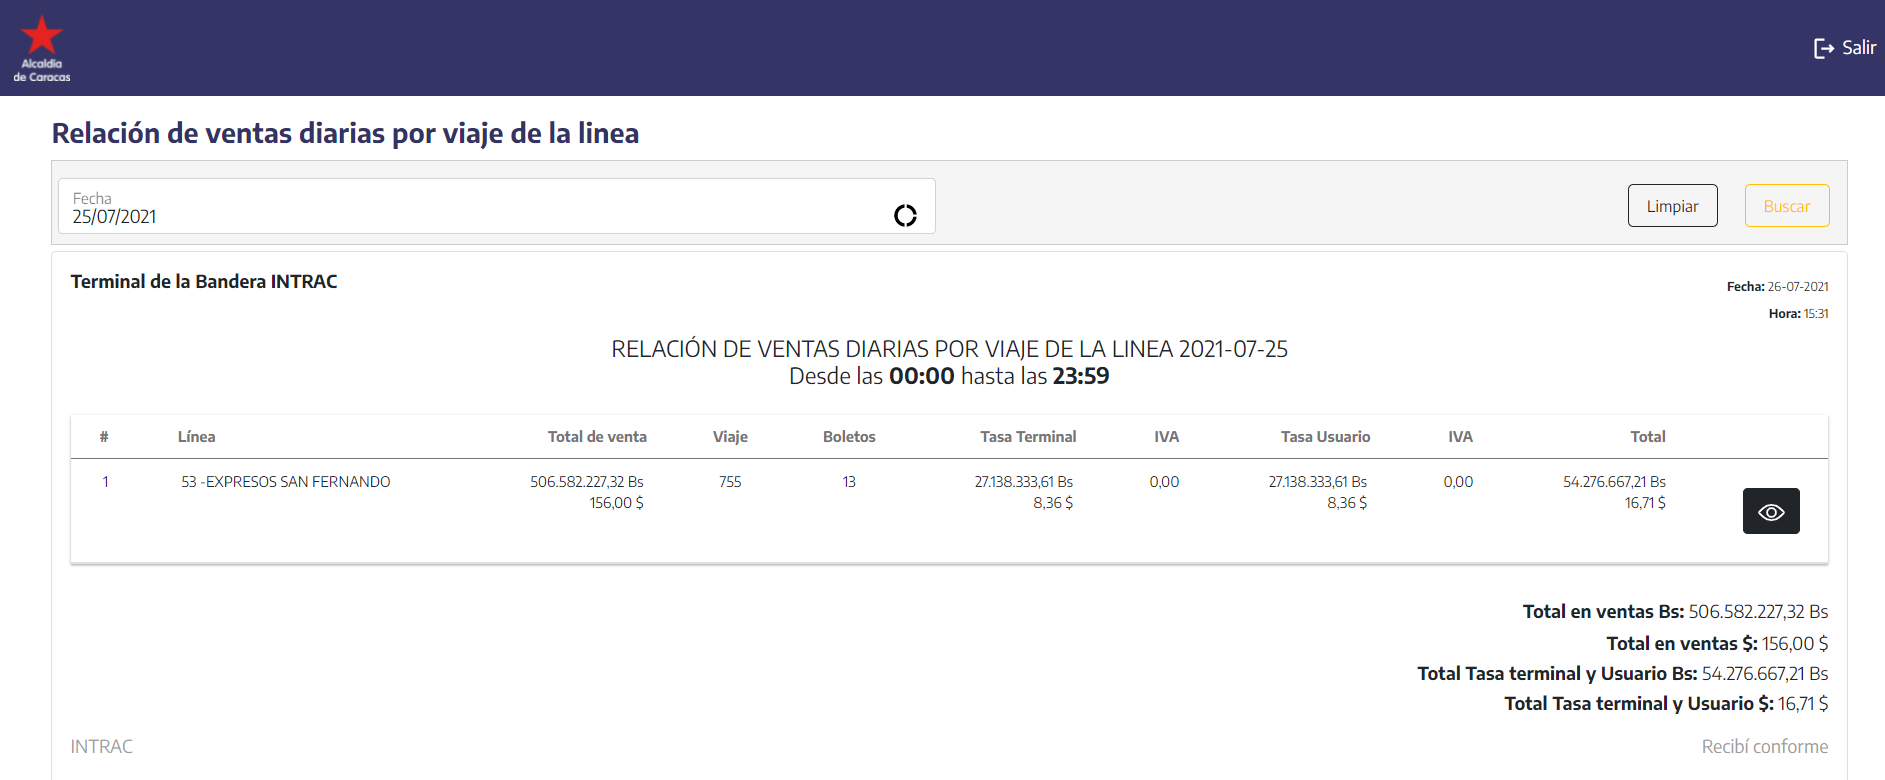 Alcaldía
de Caracas
Salir
Relación de ventas diarias por viaje de la linea
Fecha
25/07/2021
Limpiar
Buscar
Terminal de la Bandera INTRAC
Fecha: 26-07-2021
Hora: 15:31
RELACIÓN DE VENTAS DIARIAS POR VIAJE DE LA LINEA 2021-07-25
Desde las 00:00 hasta las 23:59
# Línea Total de venta Viaje Boletos Tasa Terminal IVA Tasa Usuario IVA Total
1 53 -EXPRESOS SAN FERNANDO 506.582.227,32 Bs 755 13 27.138.333,61 Bs 0,00 27.138.333,61 Bs 0,00 54.276.667,21 Bs
156,00 $ 8,36 $ 8,36 $ 16,71 $
Total en ventas Bs: 506.582.227,32 Bs
Total en ventas $: 156,00 $
Total Tasa terminal y Usuario Bs: 54.276.667,21 Bs
Total Tasa terminal y Usuario $: 16,71 $
INTRAC
Recibí conforme